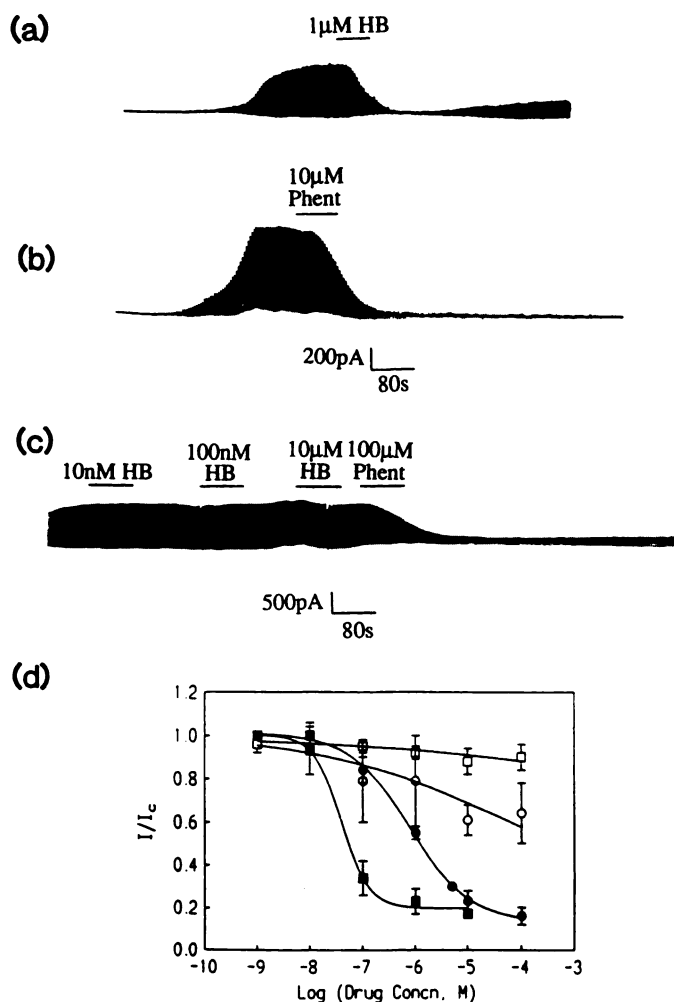 (a)
1μM HB
10μM
Phent
(b)
200pA
80s
(c)
10nM HB
100nM
HB
10μM
HB
100μM
Phent
500pA
80s
(d)
1.2
1.0
0.8
0.6
0.4
0.2
0.0
I/Ic
-10 -9 -8 -7 -6 -5 -4 -3
Log (Drug Concn, M)